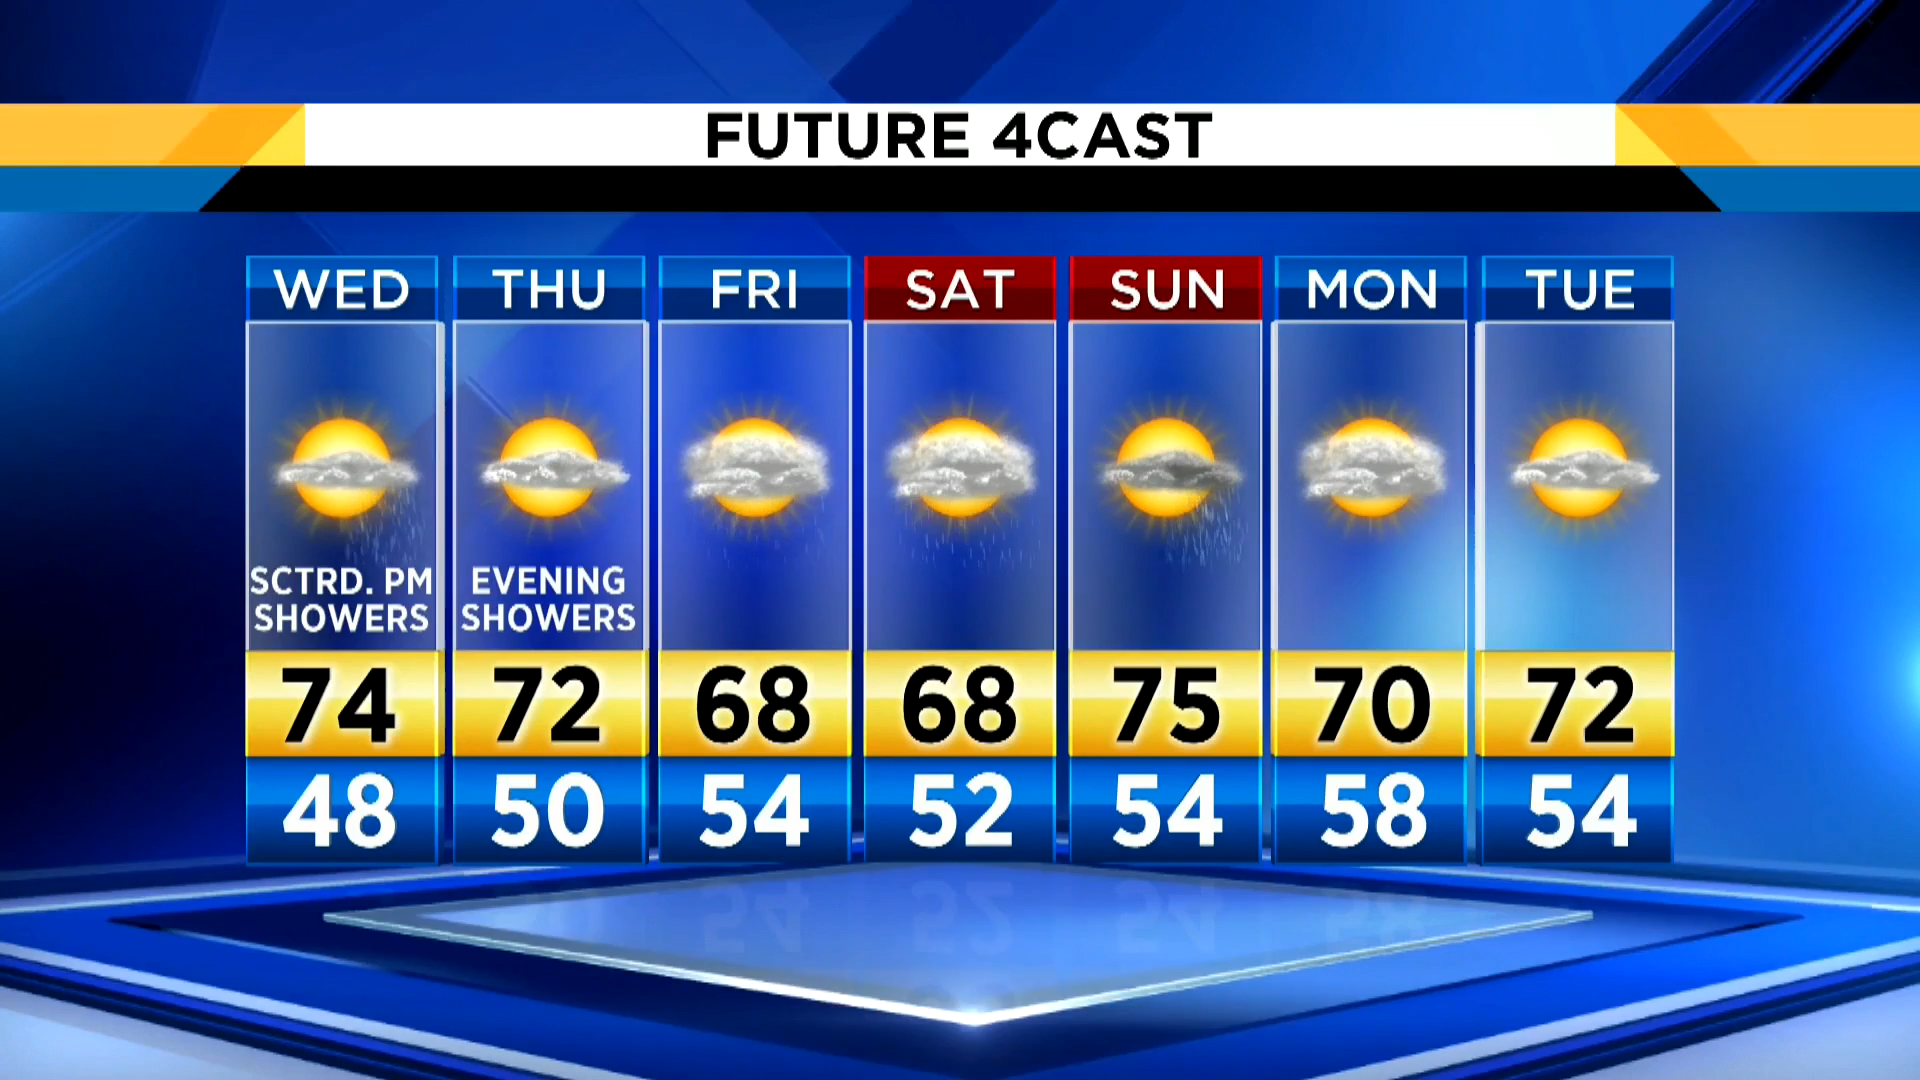 FUTURE 4CAST
WED THU FRI SAT SUN MON TUE
SCTRD. PM EVENING
SHOWERS SHOWERS
74 72 68 68 75 70 72
48 50 54 52 54 58 54